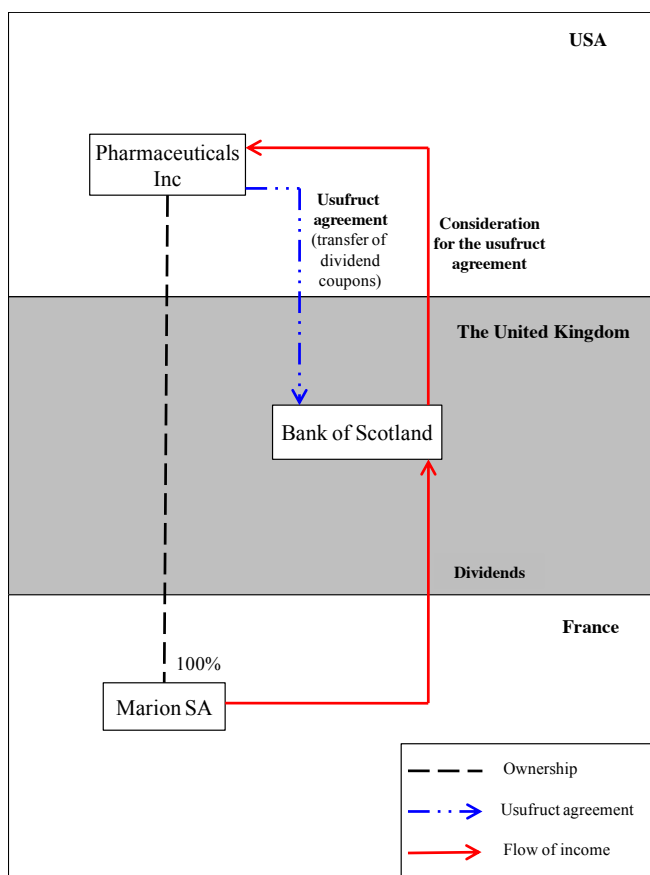 USA
Pharmaceuticals
Inc
Usufruct
agreement
(transfer of
dividend
coupons)
Consideration
for the usufruct
agreement
The United Kingdom
Bank of Scotland
Dividends
France
100%
Marion SA
Ownership
Usufruct agreement
Flow of income